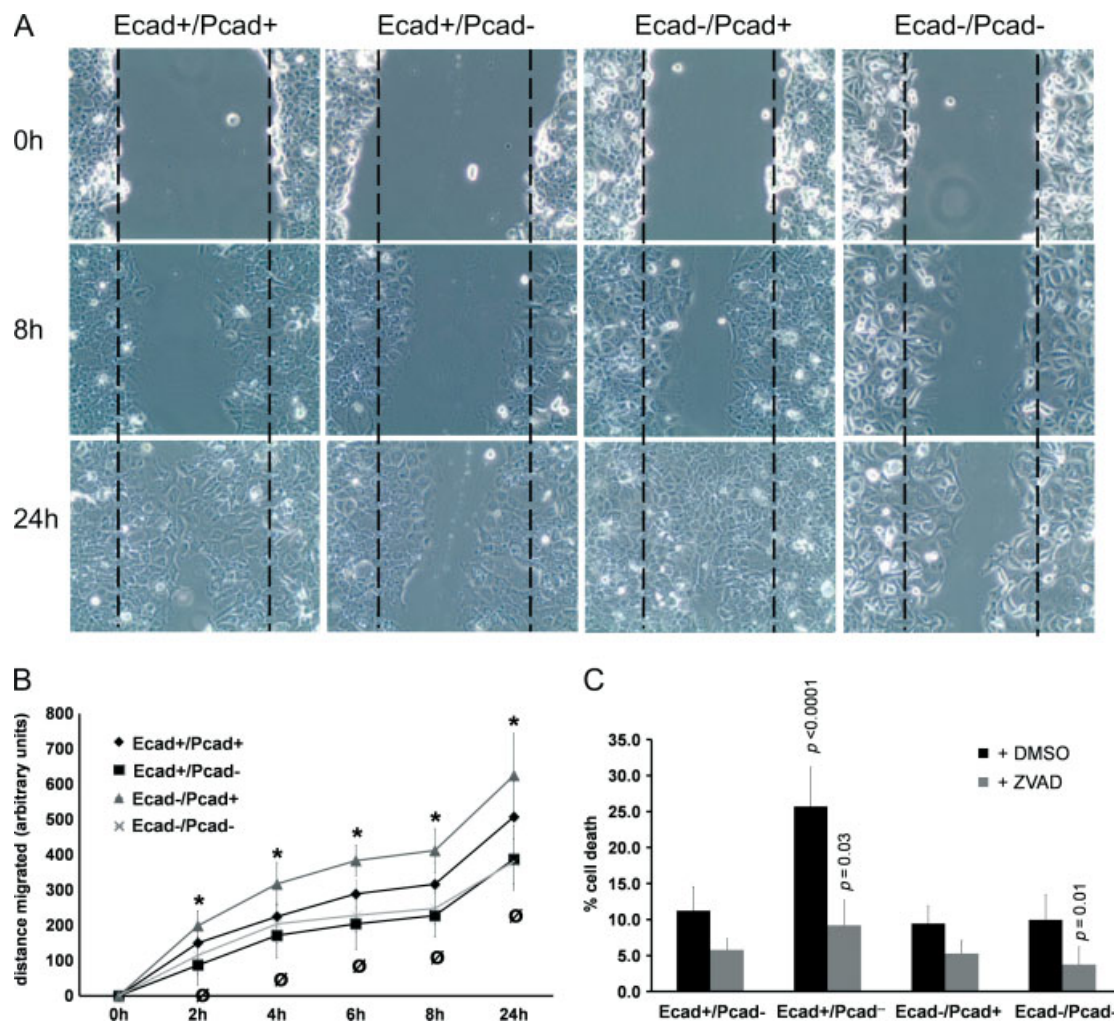 A
Ecad+/Pcad+ Ecad+/Pcad- Ecad-/Pcad+ Ecad-/Pcad-
0h
8h
24h
B
distance migrated (arbitrary units)
800
700
600
500
400
300
200
100
0
Ecad+/Pcad+
Ecad+/Pcad-
Ecad-/Pcad+
Ecad-/Pcad-
* * * * *
Ø Ø Ø Ø Ø
0h 2h 4h 6h 8h 24h
C
% cell death
35.0
30.0
25.0
20.0
15.0
10.0
5.0
0.0
p <0.0001
p = 0.03
p = 0.01
+ DMSO
+ ZVAD
Ecad+/Pcad- Ecad+/Pcad– Ecad-/Pcad+ Ecad-/Pcad-